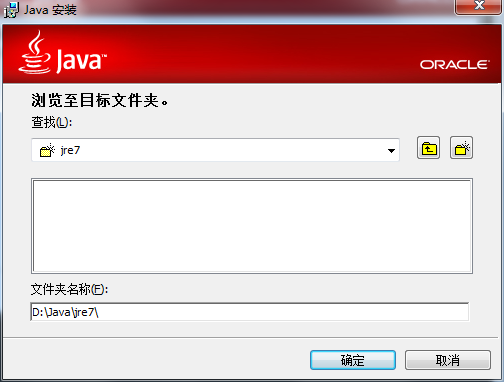 Java 安装
Java™
ORACLE
浏览至目标文件夹。
查找(L):
jre7
文件夹名称(F):
D:\Java\jre7\
确定
取消